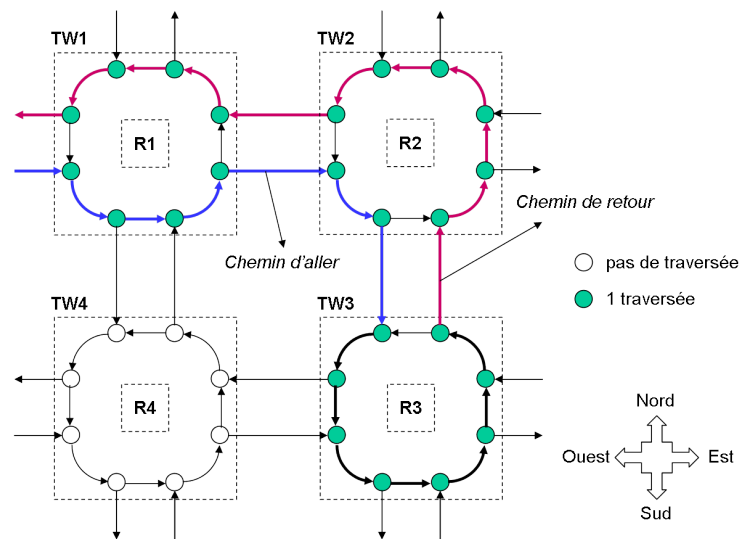 TW1
TW2
R1
R2
Chemin de retour
Chemin d'aller
pas de traversée
1 traversée
TW4
TW3
R4
R3
Nord
Ouest
Est
Sud